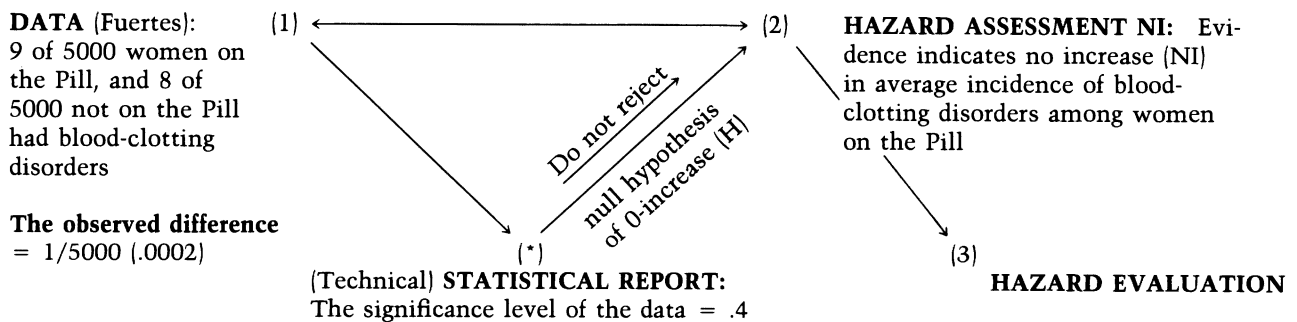 DATA (Fuertes):
9 of 5000 women on
the Pill, and 8 of
5000 not on the Pill
had blood-clotting
disorders
The observed difference
= 1/5000 (.0002)
(1)
(2)
HAZARD ASSESSMENT NI: Evi-
dence indicates no increase (NI)
in average incidence of blood-
clotting disorders among women
on the Pill
Do not reject
null hypothesis
of 0-increase (H)
(*)
(Technical) STATISTICAL REPORT:
The significance level of the data = .4
(3)
HAZARD EVALUATION